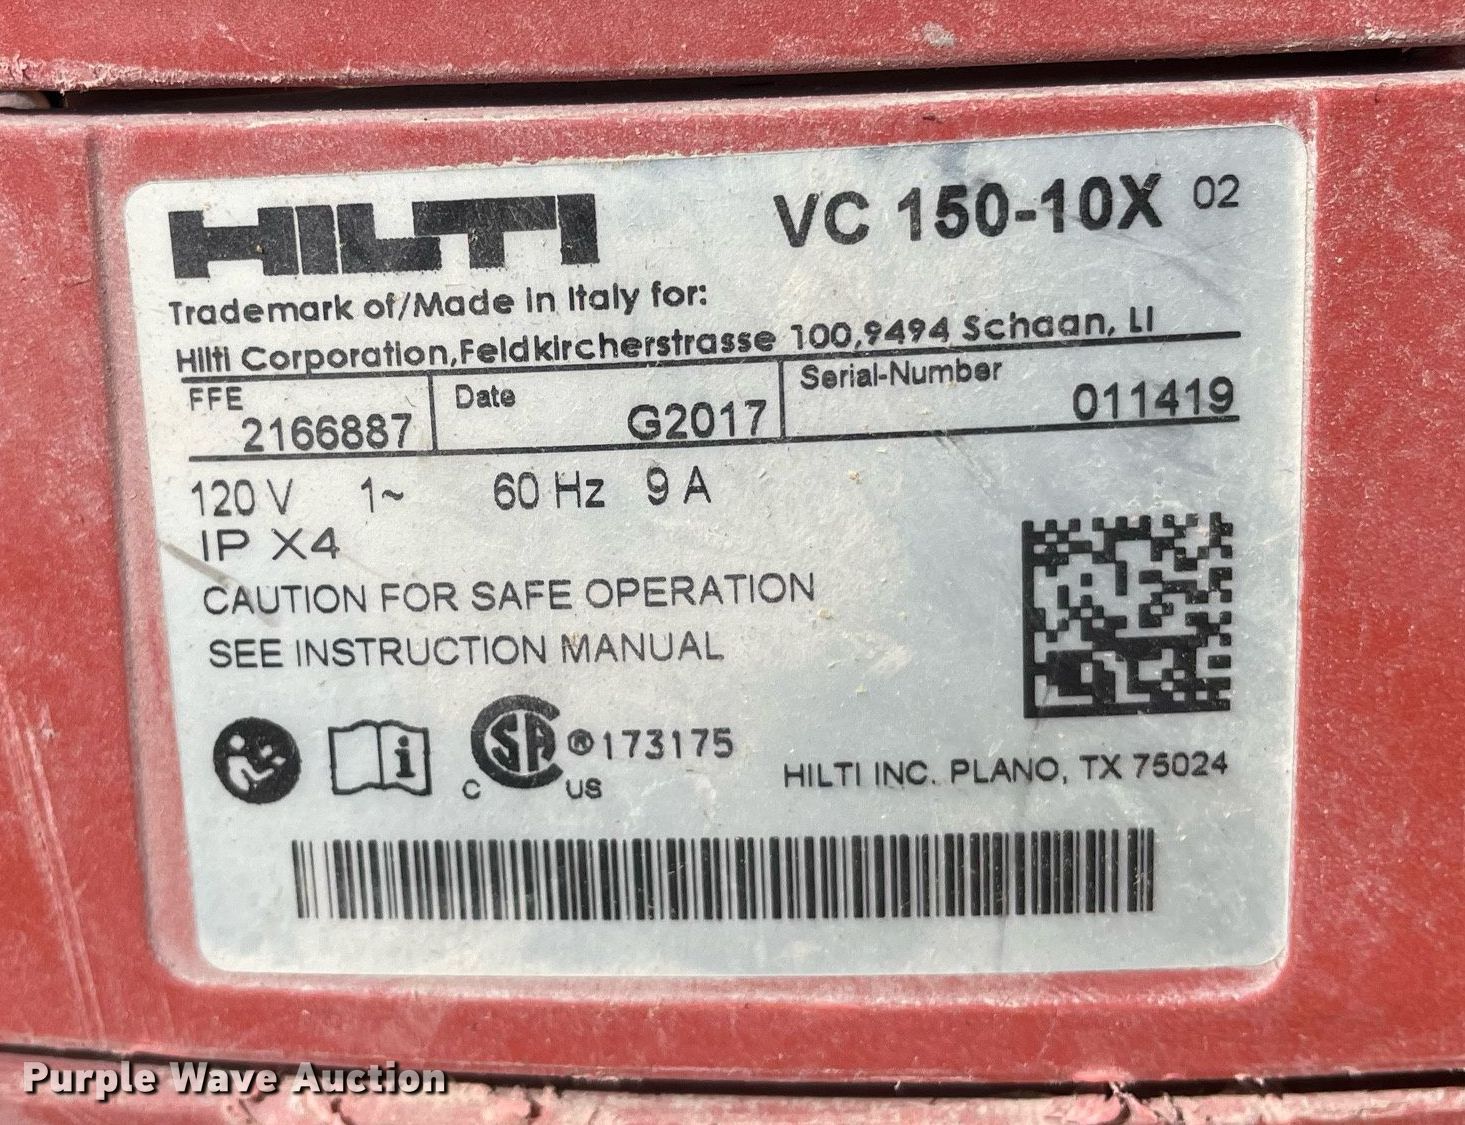 HILTI VC 150-10X 02
Trademark of/Made in Italy for:
Hilti Corporation,Feldkircherstrasse 100,9494 Schaan, LI
FFE 2166887 Date G2017 Serial-Number 011419
120 V 1~ 60 Hz 9 A
IP X4
CAUTION FOR SAFE OPERATION
SEE INSTRUCTION MANUAL
i C SA US ® 173175
HILTI INC. PLANO, TX 75024
Purple Wave Auction